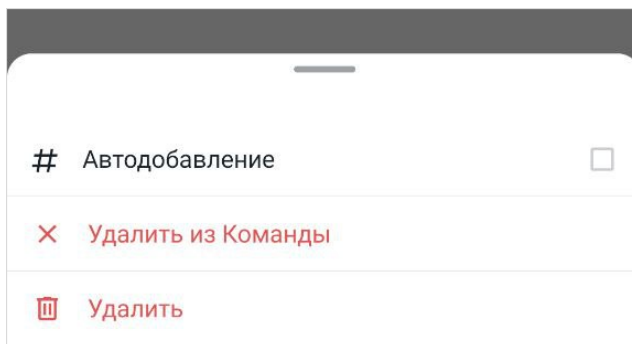 Автодобавление
Удалить из Команды
Удалить